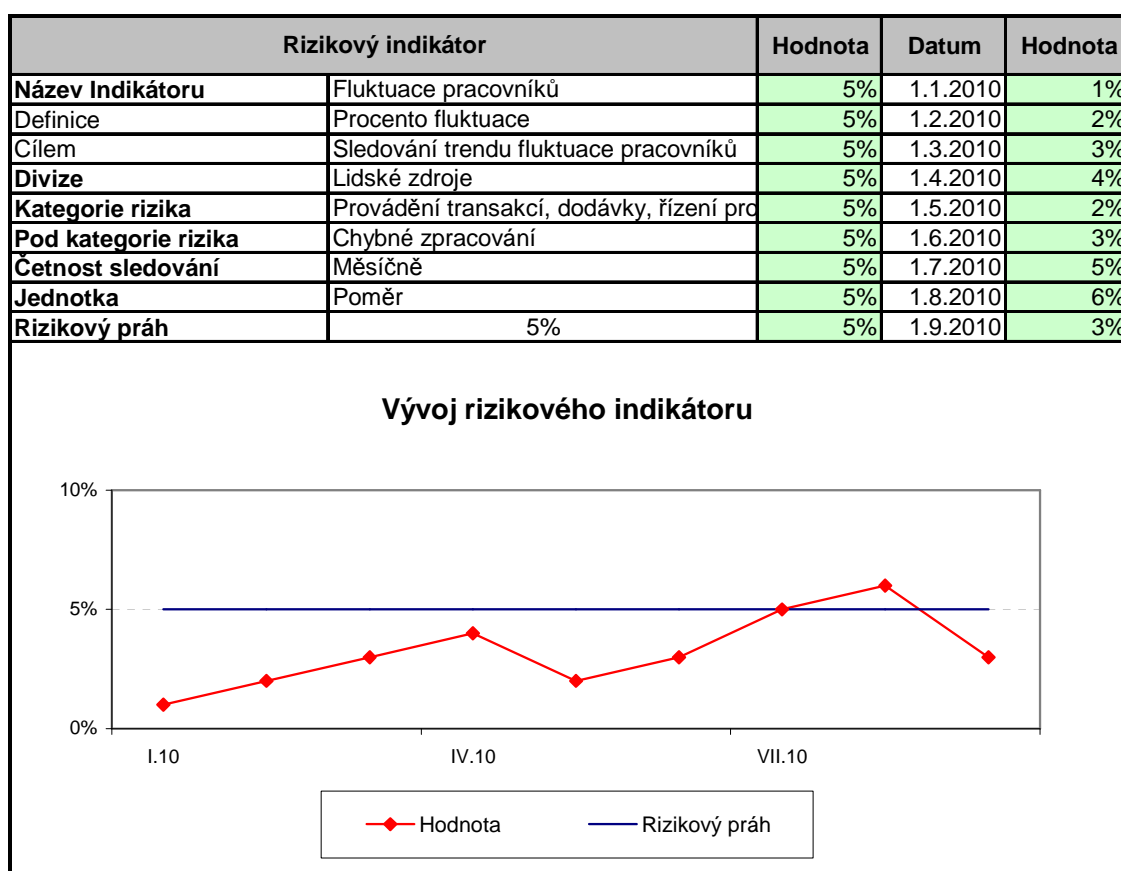 Rizikový indikátor Hodnota Datum Hodnota
Název Indikátoru Fluktuace pracovníků 5% 1.1.2010 1%
Definice Procento fluktuace 5% 1.2.2010 2%
Cílem Sledování trendu fluktuace pracovníků 5% 1.3.2010 3%
Divize Lidské zdroje 5% 1.4.2010 4%
Kategorie rizika Provádění transakcí, dodávky, řízení pro 5% 1.5.2010 2%
Pod kategorie rizika Chybné zpracování 5% 1.6.2010 3%
Četnost sledování Měsíčně 5% 1.7.2010 5%
Jednotka Poměr 5% 1.8.2010 6%
Rizikový práh 5% 5% 1.9.2010 3%
Vývoj rizikového indikátoru
10%
5%
0%
I.10 IV.10 VII.10
Hodnota Rizikový práh